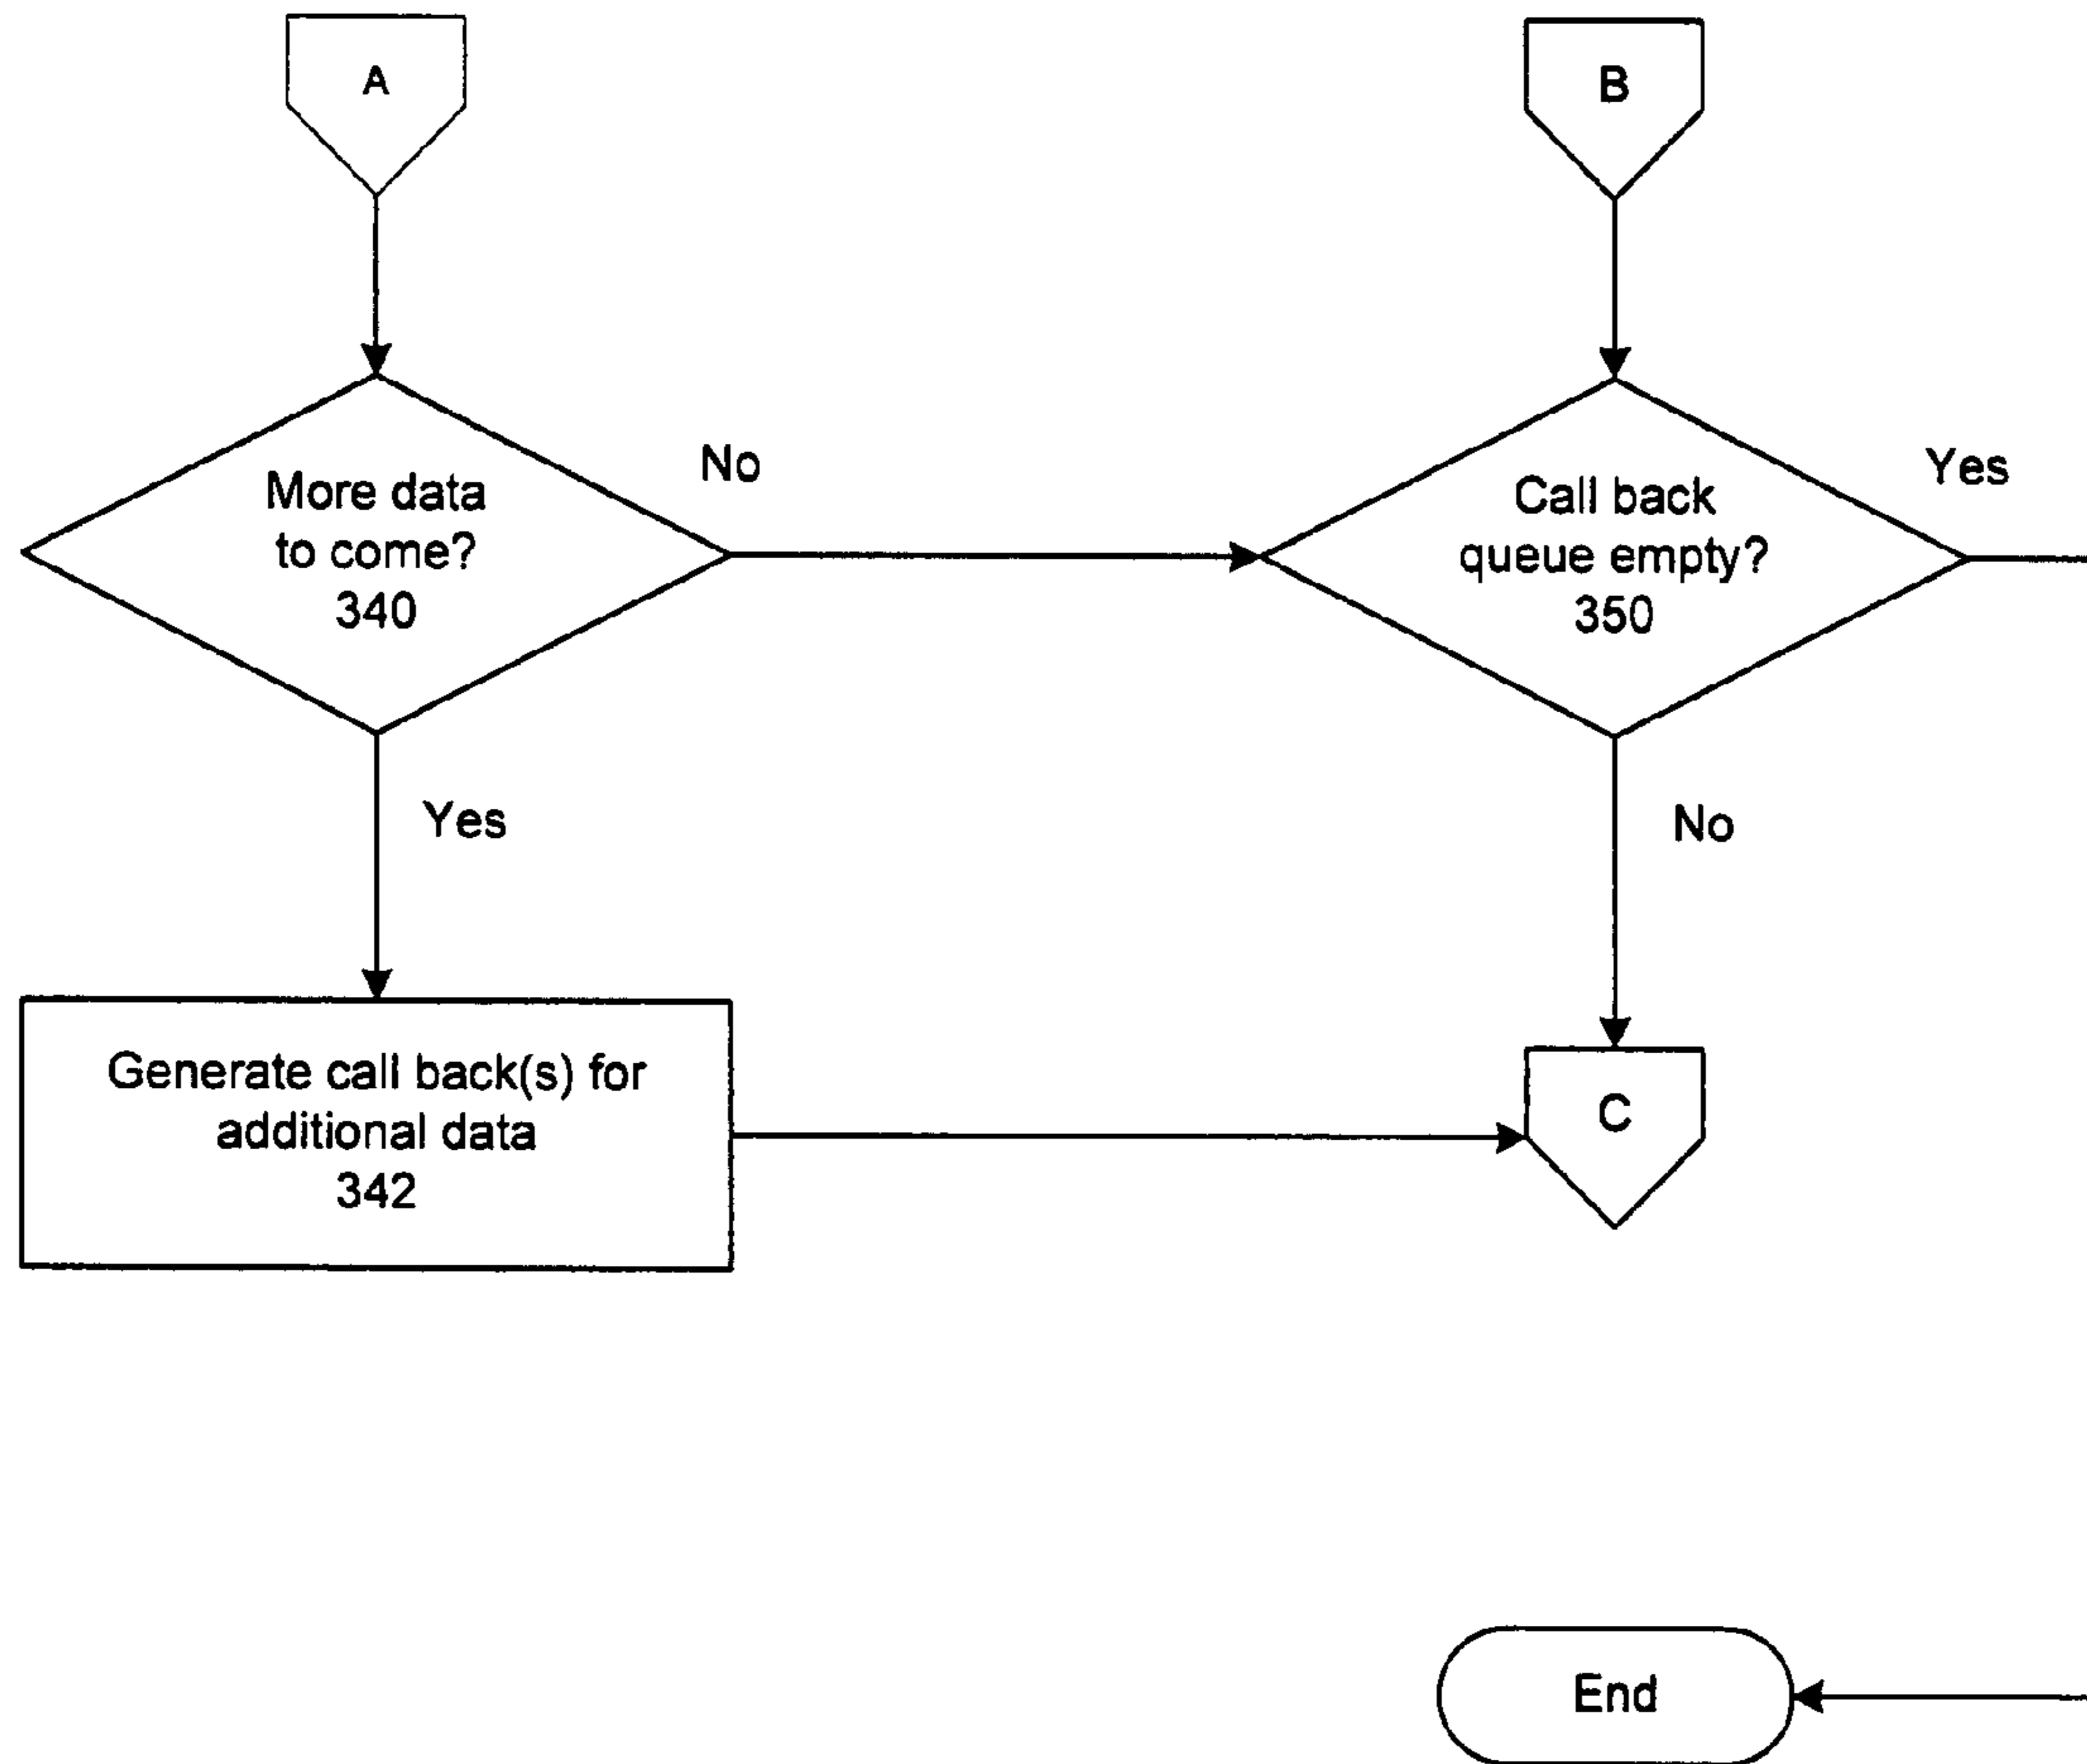 A
B
More data
to come?
340
No
Call back
queue empty?
350
Yes
Yes
No
Generate call back(s) for
additional data
342
C
End